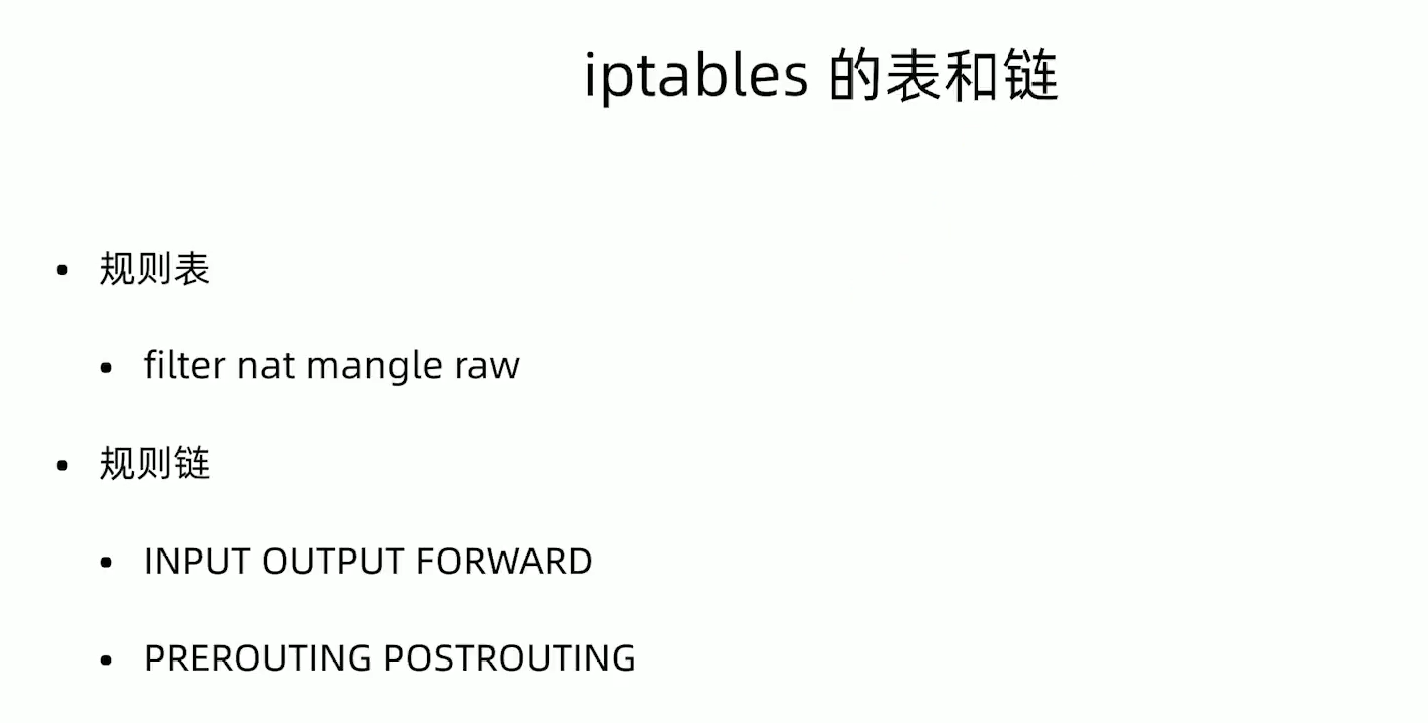 iptables 的表和链
• 规则表
• filter nat mangle raw
• 规则链
• INPUT OUTPUT FORWARD
• PREROUTING POSTROUTING